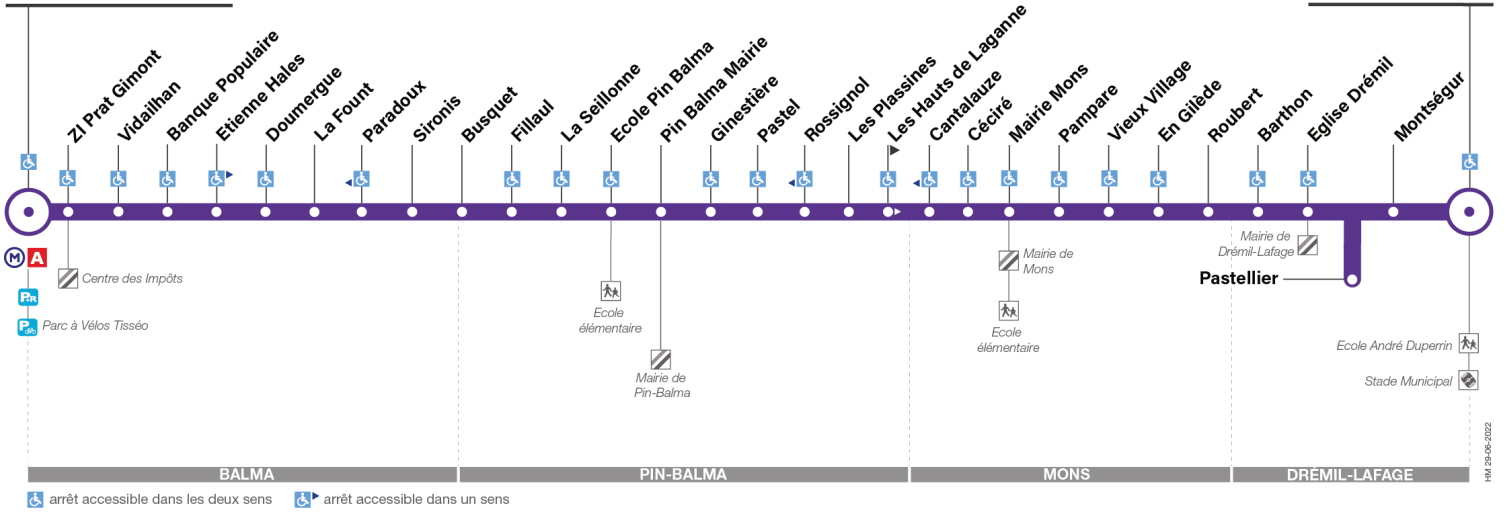 ZI Prat Gimont
Vidailhan
Banque Populaire
Etienne Hales
Doumergue
La Fount
Paradoux
Sironis
Busquet
Fillaul
La Seillonne
Ecole Pin Balma
Pin Balma Mairie
Ginestière
Pastel
Rossignol
Les Plassines
Les Hauts de Laganne
Cantalauze
Céciré
Mairie Mons
Pampare
Vieux Village
En Gilède
Roubert
Barthon
Eglise Drémil
Montségur
M A
Centre des Impôts
P+R
P
Parc à Vélos Tisséo
Ecole
élémentaire
Mairie de
Pin-Balma
Mairie de
Mons
Ecole
élémentaire
Mairie de
Drémil-Lafage
Pastellier
Ecole André Duperrin
Stade Municipal
HM 29-06-2022
BALMA
PIN-BALMA
MONS
DRÉMIL-LAFAGE
arrêt accessible dans les deux sens
arrêt accessible dans un sens